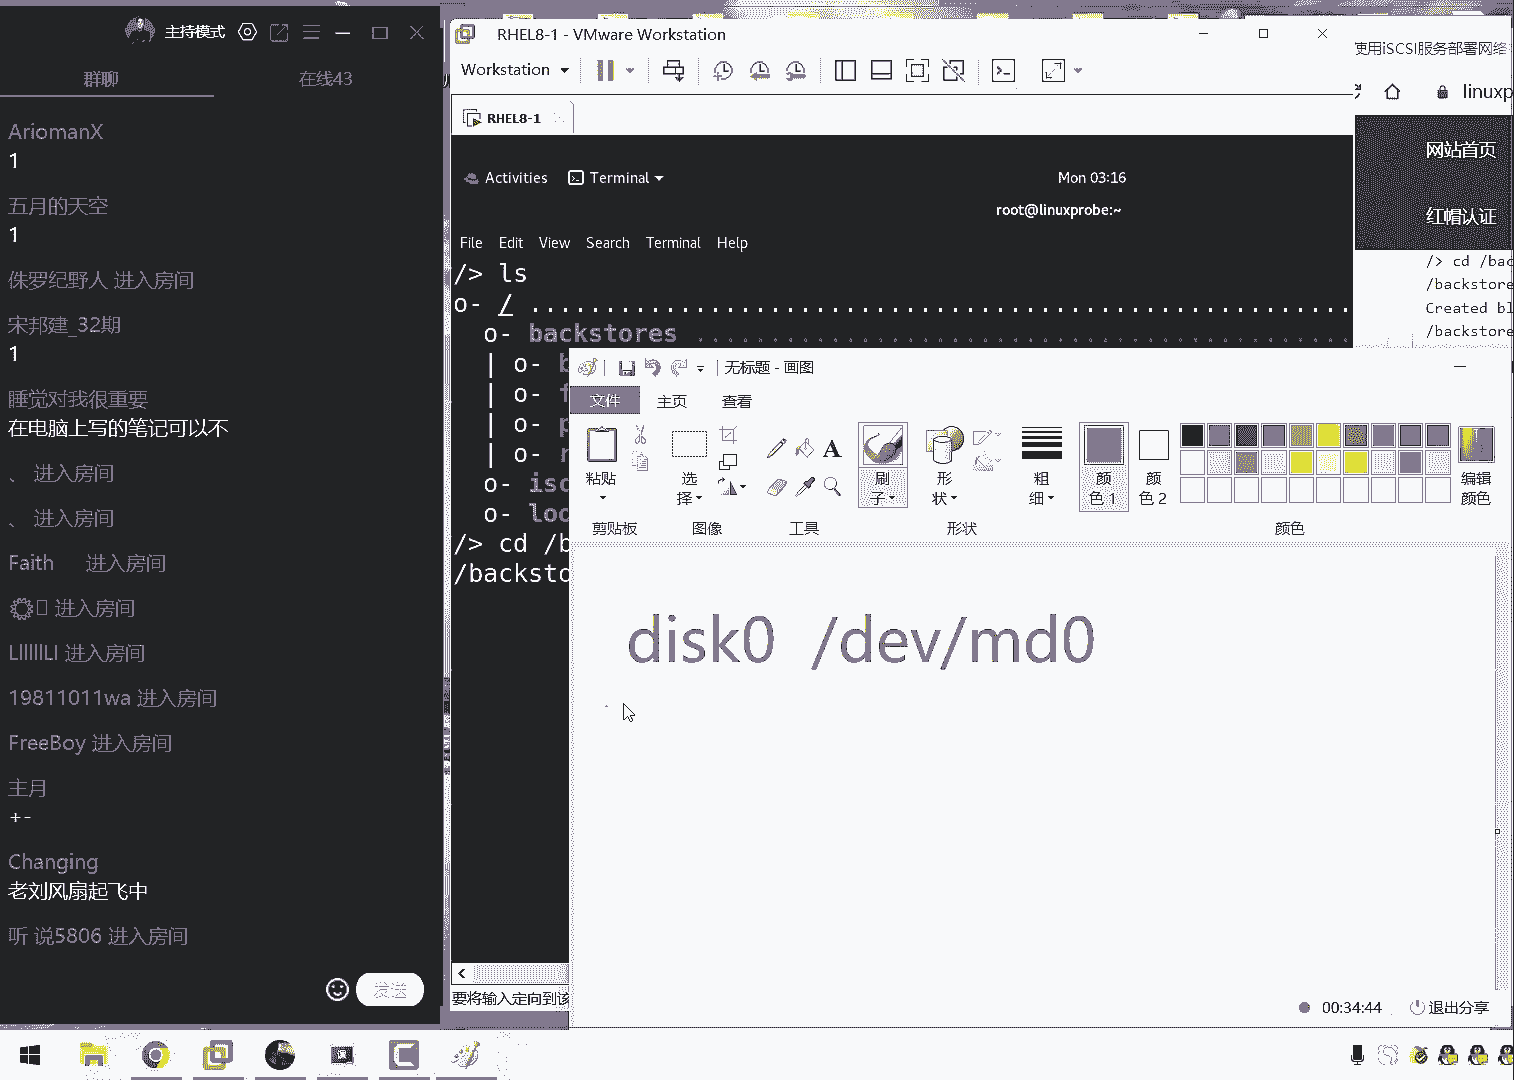 主持模式
群聊
在线43
AriomanX
1
五月的天空
1
侏罗纪野人 进入房间
宋邦建_32期
1
睡觉对我很重要
在电脑上写的笔记可以不
、 进入房间
、 进入房间
Faith 进入房间
进入房间
LlllllLl 进入房间
19811011wa 进入房间
FreeBoy 进入房间
主月
+-
Changing
老刘风扇起飞中
听 说5806 进入房间
发送
RHEL8-1 - VMware Workstation
Workstation
RHEL8-1
Activities
Terminal
Mon 03:16
root@linuxprobe:~
File Edit View Search Terminal Help
/> ls
o- / ......................................................
o- backstores ............................................
| o- b
| o- f
| o- p
| o- r
o- isc
o- loo
/> cd /b
/backsto
要将输入定向到该
使用iSCSI服务部署网络
linuxp
网站首页
红帽认证
/> cd /bac
/backstore
Created bl
/backstore
无标题 - 画图
文件 主页 查看
粘贴
选择
A
刷子
形状
粗细
颜色 1
颜色 2
编辑颜色
剪贴板 图像 工具 形状 颜色
disk0 /dev/md0
00:34:44
退出分享